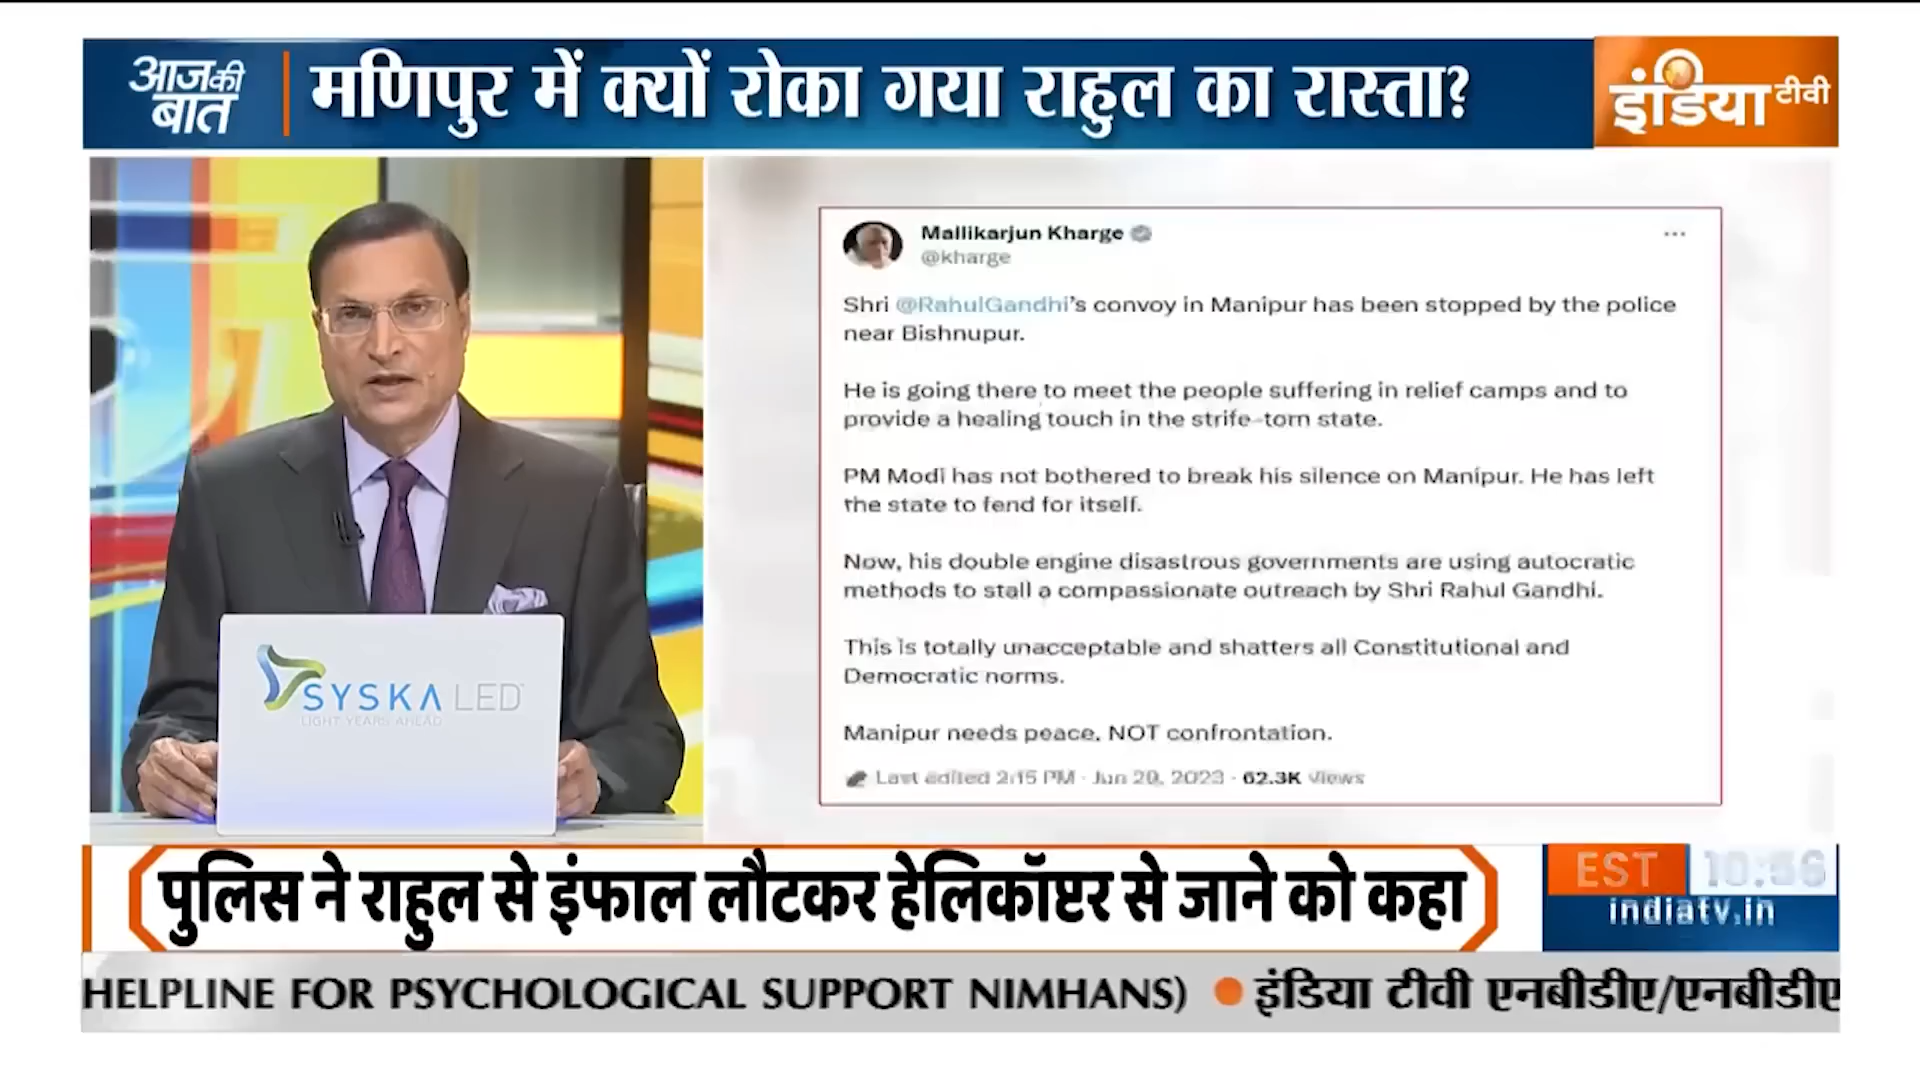 आज की
बात
मणिपुर में क्यों रोका गया राहुल का रास्ता?
इंडिया टीवी
Mallikarjun Kharge
@kharge
Shri @RahulGandhi's convoy in Manipur has been stopped by the police
near Bishnupur.
He is going there to meet the people suffering in relief camps and to
provide a healing touch in the strife-torn state.
PM Modi has not bothered to break his silence on Manipur. He has left
the state to fend for itself.
Now, his double engine disastrous governments are using autocratic
methods to stall a compassionate outreach by Shri Rahul Gandhi.
This is totally unacceptable and shatters all Constitutional and
Democratic norms.
Manipur needs peace, NOT confrontation.
Last edited 2:15 PM · Jun 29, 2023 · 62.3K Views
SYSKA LED
LIGHT YEARS AHEAD
पुलिस ने राहुल से इंफाल लौटकर हेलिकॉप्टर से जाने को कहा
EST 10:56
indiatv.in
HELPLINE FOR PSYCHOLOGICAL SUPPORT NIMHANS) ● इंडिया टीवी एनबीडीए/एनबीडीए